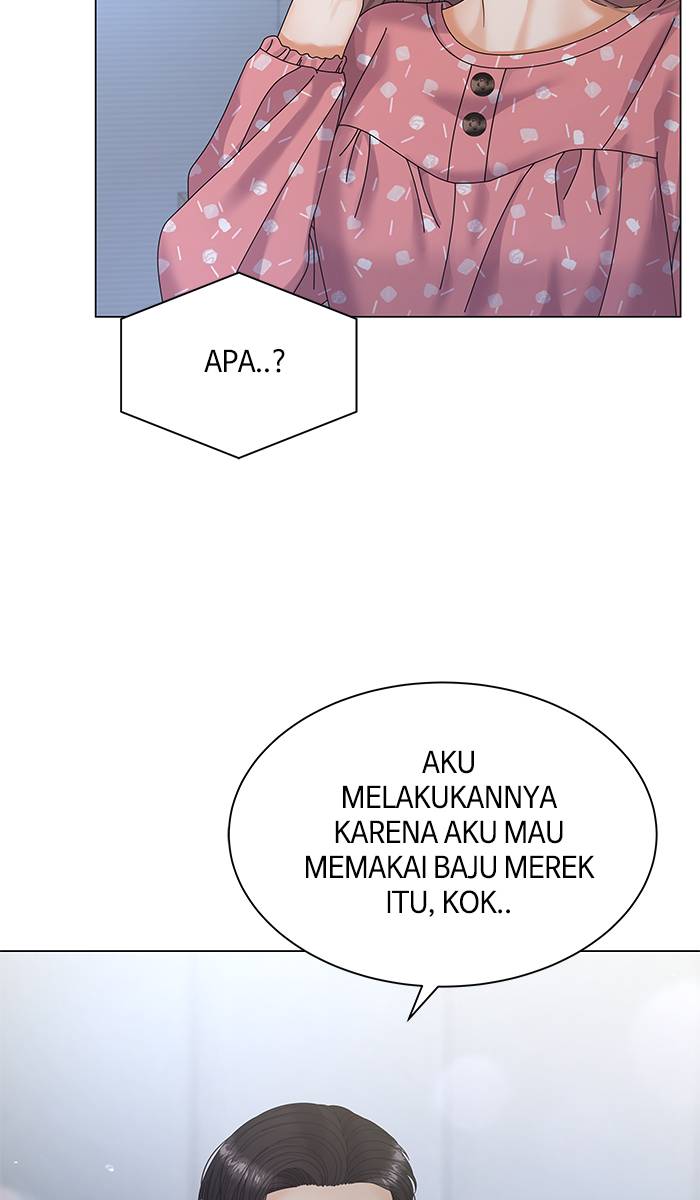 APA..?
AKU
MELAKUKANNYA
KARENA AKU MAU
MEMAKAI BAJU MEREK
ITU, KOK..